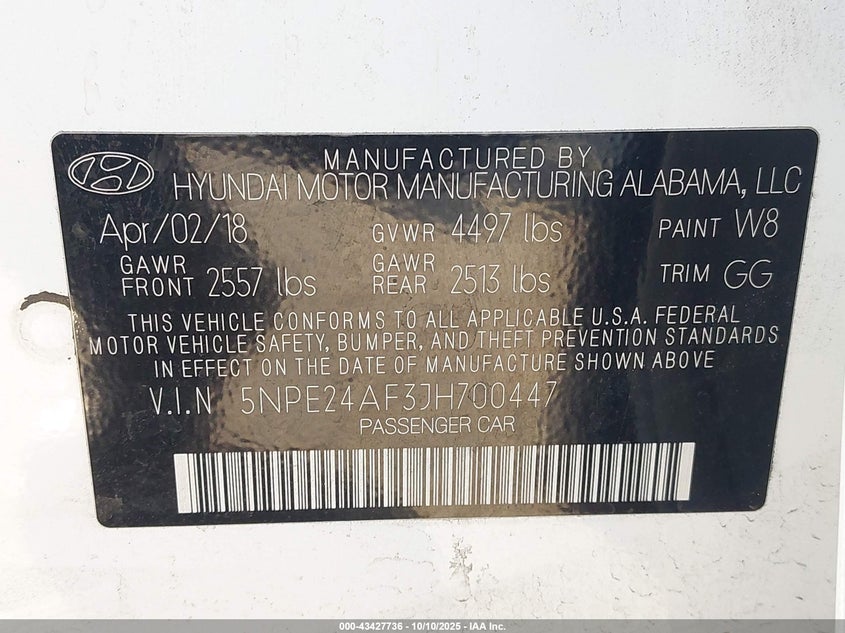 MANUFACTURED BY
HYUNDAI MOTOR MANUFACTURING ALABAMA, LLC
Apr/02/18 GVWR 4497 lbs PAINT W8
GAWR FRONT 2557 lbs GAWR REAR 2513 lbs TRIM GG
THIS VEHICLE CONFORMS TO ALL APPLICABLE U.S.A. FEDERAL
MOTOR VEHICLE SAFETY, BUMPER, AND THEFT PREVENTION STANDARDS
IN EFFECT ON THE DATE OF MANUFACTURE SHOWN ABOVE
V.I.N 5NPE24AF3JH700447
PASSENGER CAR
000-43427736 - 10/10/2025 - IAA Inc.